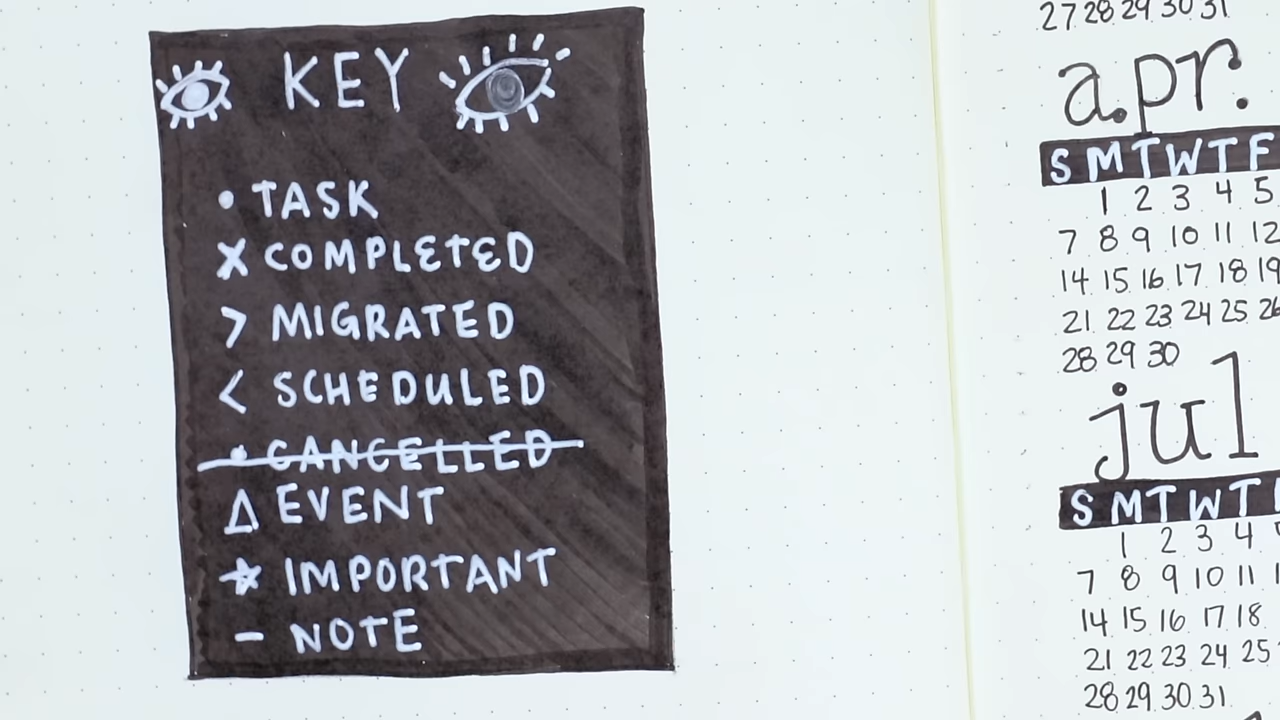 KEY
• TASK
X COMPLETED
> MIGRATED
< SCHEDULED
• CANCELLED
△ EVENT
☆ IMPORTANT
— NOTE
27 28 29 30 31
apr.
S M T W T F
1 2 3 4 5
7 8 9 10 11 12
14 15 16 17 18 19
21 22 23 24 25 26
28 29 30
jul
S M T W T
1 2 3 4
7 8 9 10 11
14 15 16 17 18
21 22 23 24 25
28 29 30 31